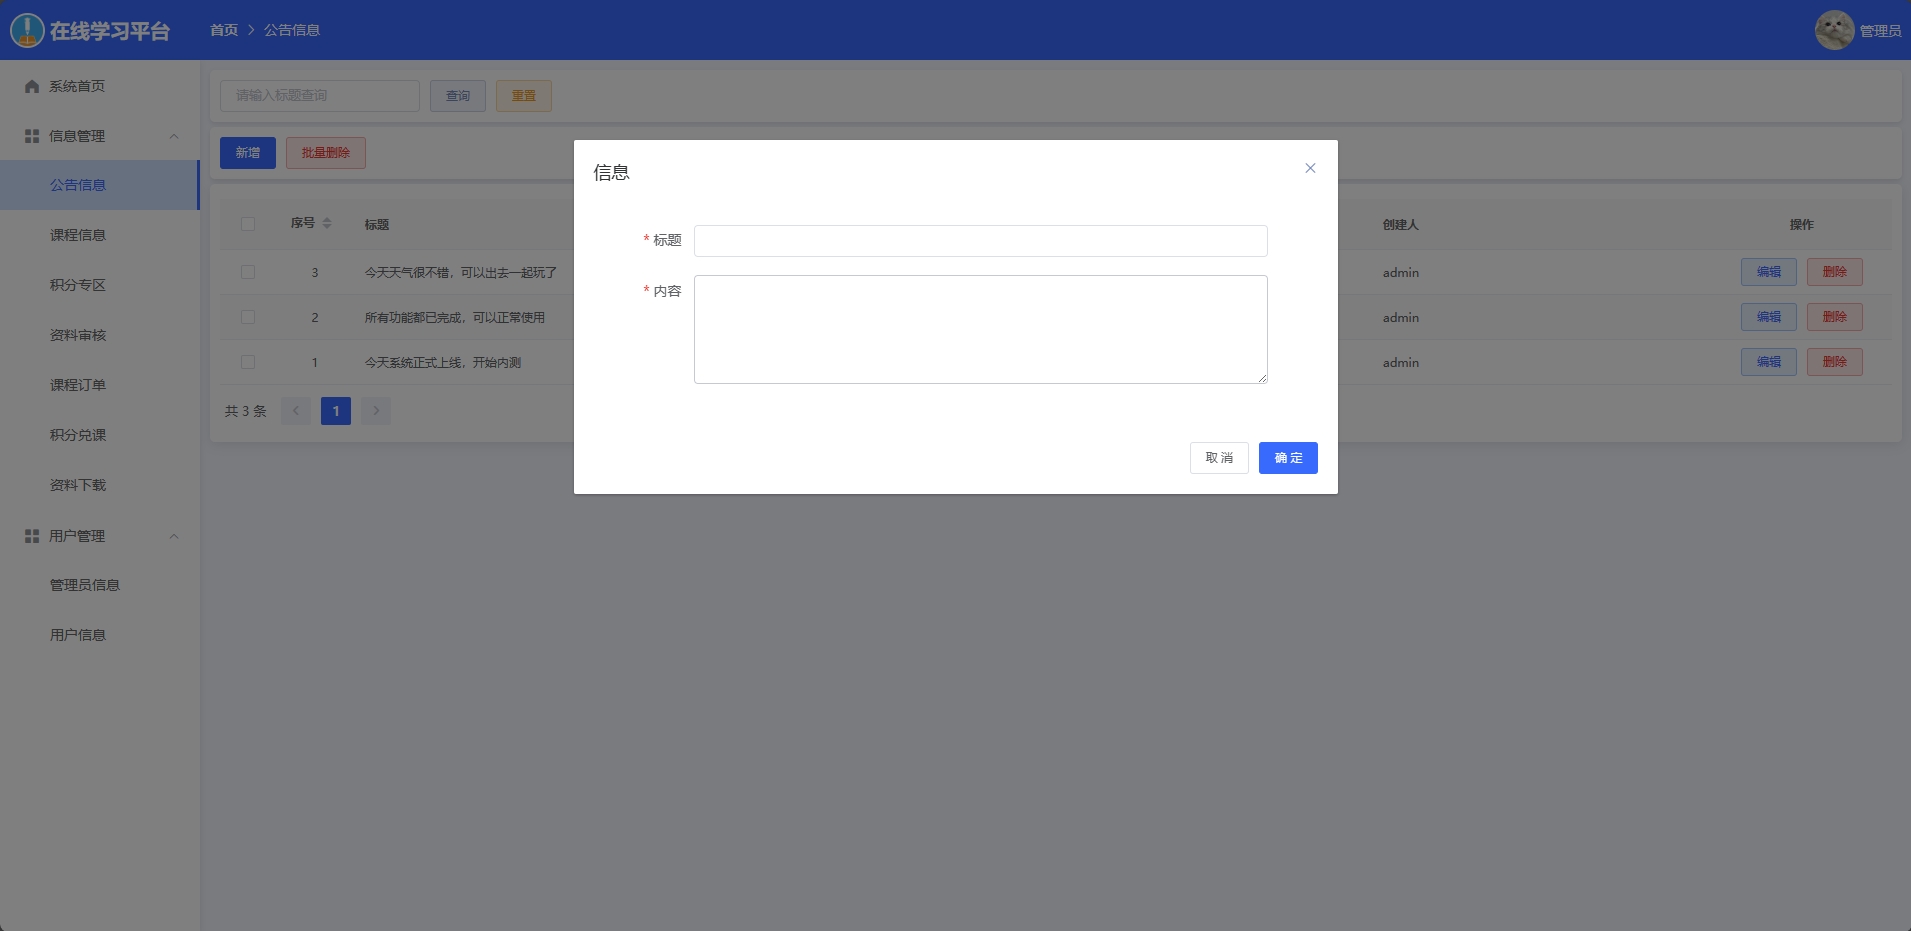 在线学习平台
首页
公告信息
管理员
系统首页
信息管理
公告信息
课程信息
积分专区
资料审核
课程订单
积分兑课
资料下载
用户管理
管理员信息
用户信息
请输入标题查询
查询
重置
新增
批量删除
序号 标题 创建人 操作
3 今天天气很不错，可以出去一起玩了 admin 编辑 删除
2 所有功能都已完成，可以正常使用 admin 编辑 删除
1 今天系统正式上线，开始内测 admin 编辑 删除
共 3 条
1
信息
* 标题
* 内容
取 消
确 定